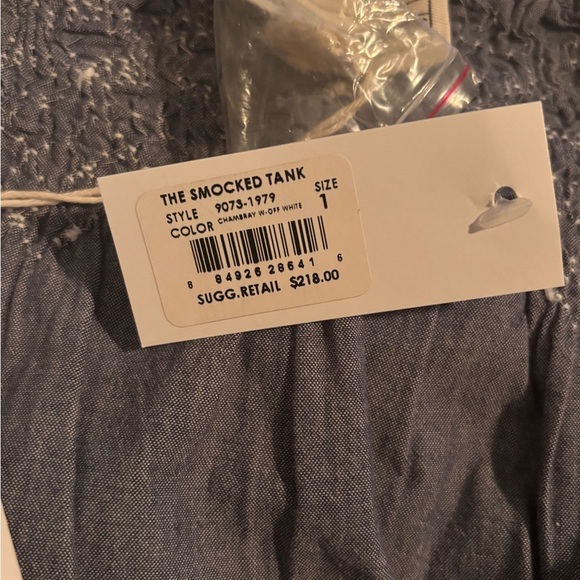 THE SMOCKED TANK
STYLE 9073-1979 SIZE
COLOR CHAMBRAY W-OFF WHITE 1
8 84926 28641 6
SUGG.RETAIL $218.00